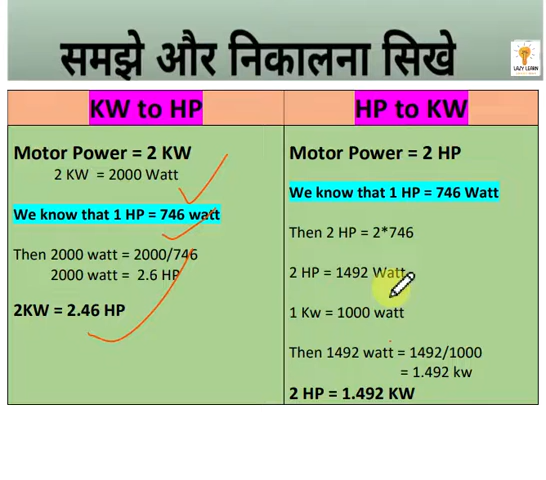 समझे और निकालना सिखे
LAZY LEARN
KW to HP
Motor Power = 2 KW
2 KW = 2000 Watt
We know that 1 HP = 746 watt
Then 2000 watt = 2000/746
2000 watt = 2.6 HP
2KW = 2.46 HP
HP to KW
Motor Power = 2 HP
We know that 1 HP = 746 Watt
Then 2 HP = 2*746
2 HP = 1492 Watt
1 Kw = 1000 watt
Then 1492 watt = 1492/1000
= 1.492 kw
2 HP = 1.492 KW